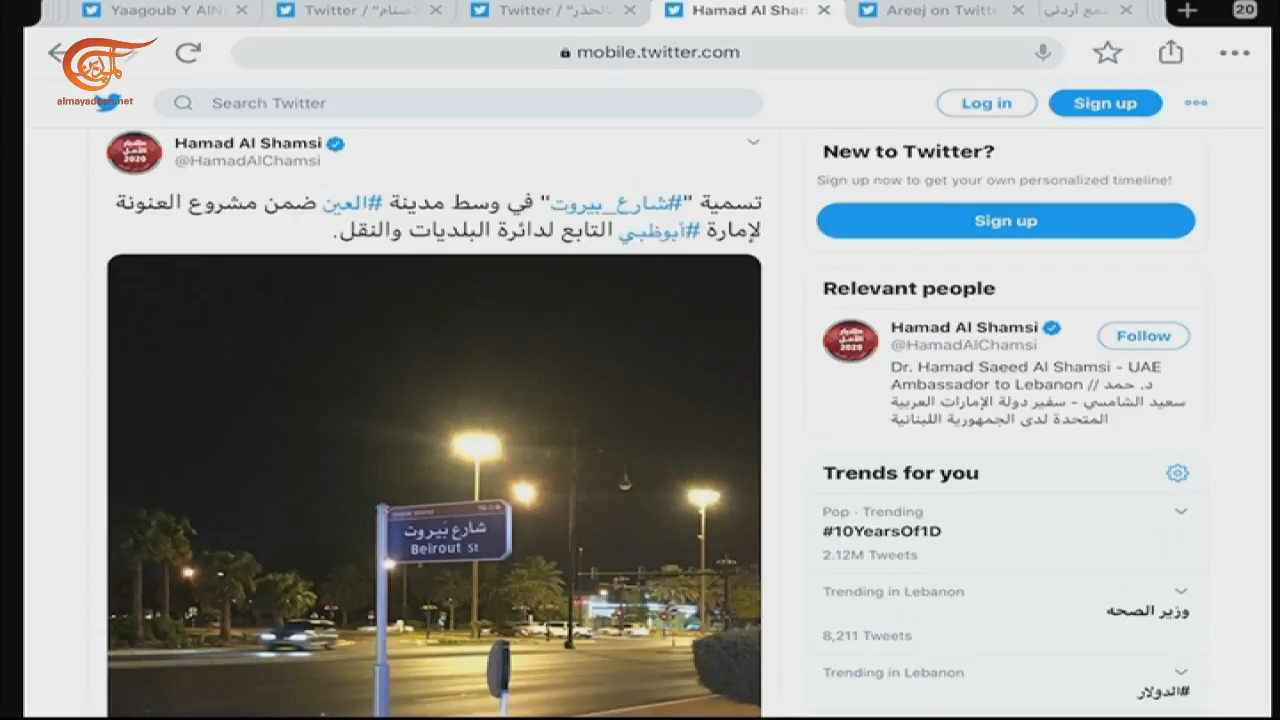 Yaagoub Y AlN
Twitter / "صنام"
Twitter / "الحذر"
Hamad Al Shan
Areej on Twitte
مع أردني
20
mobile.twitter.com
almayadeen.net
Search Twitter
Log in
Sign up
Hamad Al Shamsi
@HamadAlChamsi
تسمية "#شارع_بيروت" في وسط مدينة #العين ضمن مشروع العنونة
لإمارة #أبوظبي التابع لدائرة البلديات والنقل.
شارع بيروت
Beirout St
New to Twitter?
Sign up now to get your own personalized timeline!
Sign up
Relevant people
2020
Hamad Al Shamsi
@HamadAlChamsi
Follow
Dr. Hamad Saeed Al Shamsi - UAE
Ambassador to Lebanon // د. حمد
سعيد الشامسي - سفير دولة الإمارات العربية
المتحدة لدى الجمهورية اللبنانية
Trends for you
Pop · Trending
#10YearsOf1D
2.12M Tweets
Trending in Lebanon
وزير الصحه
8,211 Tweets
Trending in Lebanon
#الدولار